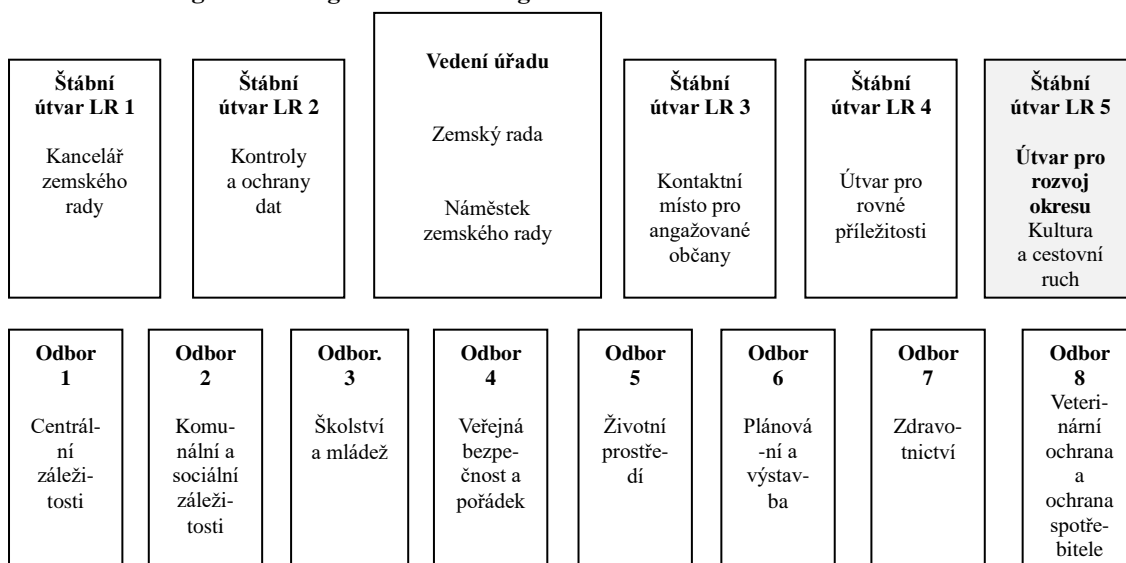 Štábní
útvar LR 1
Kancelář
zemského
rady
Štábní
útvar LR 2
Kontroly
a ochrany
dat
Vedení úřadu
Zemský rada
Náměstek
zemského rady
Štábní
útvar LR 3
Kontaktní
místo pro
angažované
občany
Štábní
útvar LR 4
Útvar pro
rovné
příležitosti
Štábní
útvar LR 5
Útvar pro
rozvoj
okresu
Kultura
a cestovní
ruch
Odbor
1
Centrál-
ní
záleži-
tosti
Odbor
2
Komu-
nální a
sociální
záleži-
tosti
Odbor.
3
Školství
a mládež
Odbor
4
Veřejná
bezpe-
čnost a
pořádek
Odbor
5
Životní
prostře-
dí
Odbor
6
Plánová
-ní a
výstav-
ba
Odbor
7
Zdravo-
tnictví
Odbor
8
Veteri-
nární
ochrana
a
ochrana
spotře-
bitele